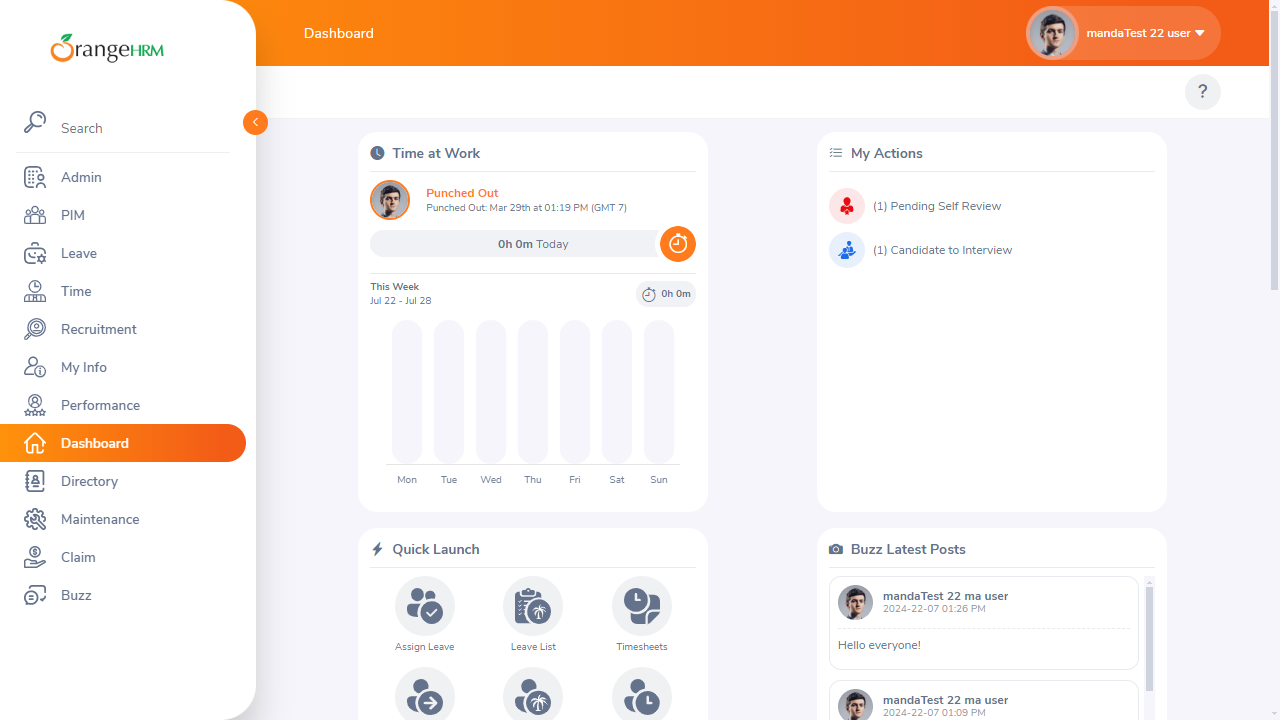 OrangeHRM
Search
Admin
PIM
Leave
Time
Recruitment
My Info
Performance
Dashboard
Directory
Maintenance
Claim
Buzz
Dashboard
mandaTest 22 user
?
Time at Work
Punched Out
Punched Out: Mar 29th at 01:19 PM (GMT 7)
0h 0m Today
This Week
Jul 22 - Jul 28
0h 0m
Mon Tue Wed Thu Fri Sat Sun
My Actions
(1) Pending Self Review
(1) Candidate to Interview
Quick Launch
Assign Leave
Leave List
Timesheets
Buzz Latest Posts
mandaTest 22 ma user
2024-22-07 01:26 PM
Hello everyone!
mandaTest 22 ma user
2024-22-07 01:09 PM